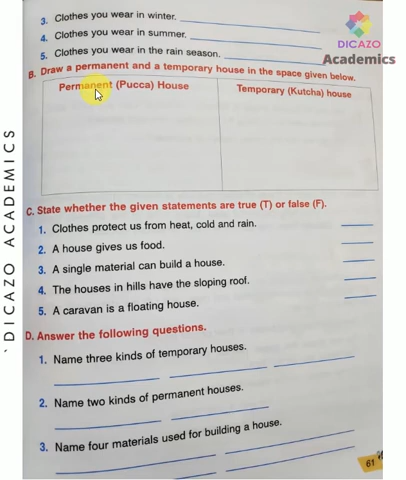 3. Clothes you wear in winter.
4. Clothes you wear in summer.
5. Clothes you wear in the rain season.
DICAZO
Academics
B. Draw a permanent and a temporary house in the space given below.
Permanent (Pucca) House
Temporary (Kutcha) house
C. State whether the given statements are true (T) or false (F).
1. Clothes protect us from heat, cold and rain.
2. A house gives us food.
3. A single material can build a house.
4. The houses in hills have the sloping roof.
5. A caravan is a floating house.
D. Answer the following questions.
1. Name three kinds of temporary houses.
2. Name two kinds of permanent houses.
3. Name four materials used for building a house.
61
`DICAZO ACADEMICS